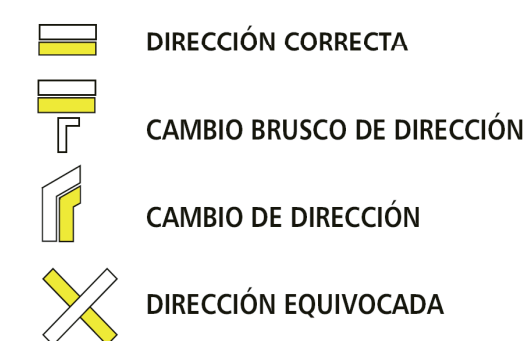 DIRECCIÓN CORRECTA
CAMBIO BRUSCO DE DIRECCIÓN
CAMBIO DE DIRECCIÓN
DIRECCIÓN EQUIVOCADA